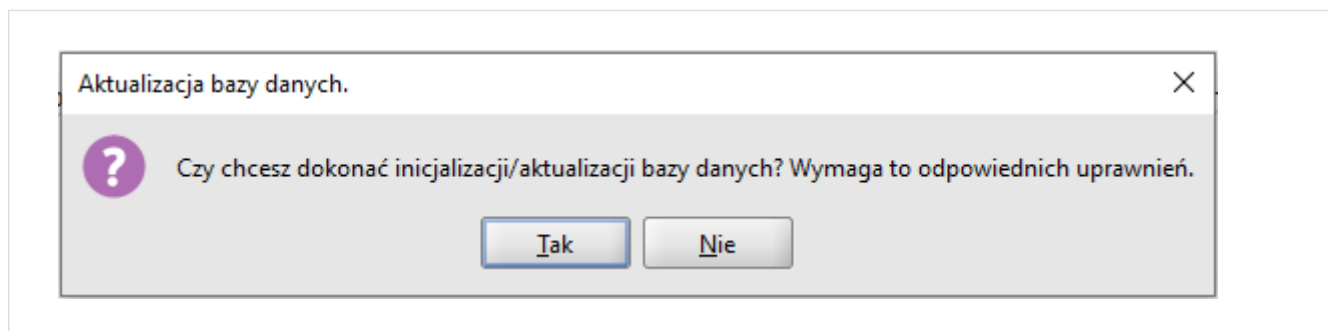 Aktualizacja bazy danych.
Czy chcesz dokonać inicjalizacji/aktualizacji bazy danych? Wymaga to odpowiednich uprawnień.
Tak
Nie